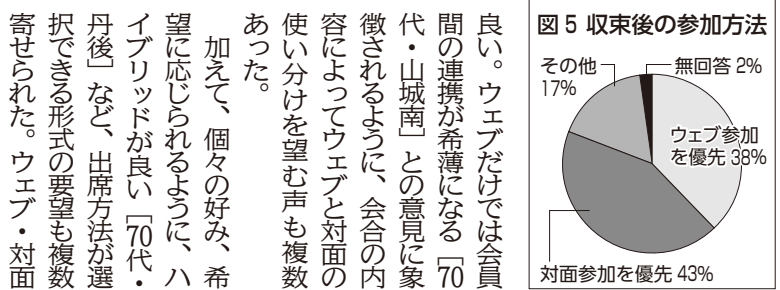 図5 収束後の参加方法
無回答 2%
その他
17%
ウェブ参加
を優先 38%
対面参加を優先 43%
良い。ウェブだけでは会員
間の連携が希薄になる［70
代・山城南］との意見に象
徴されるように、会合の内
容によってウェブと対面の
使い分けを望む声も複数
あった。
加えて、個々の好み、希
望に応じられるように、ハ
イブリッドが良い［70代・
丹後］など、出席方法が選
択できる形式の要望も複数
寄せられた。ウェブ・対面